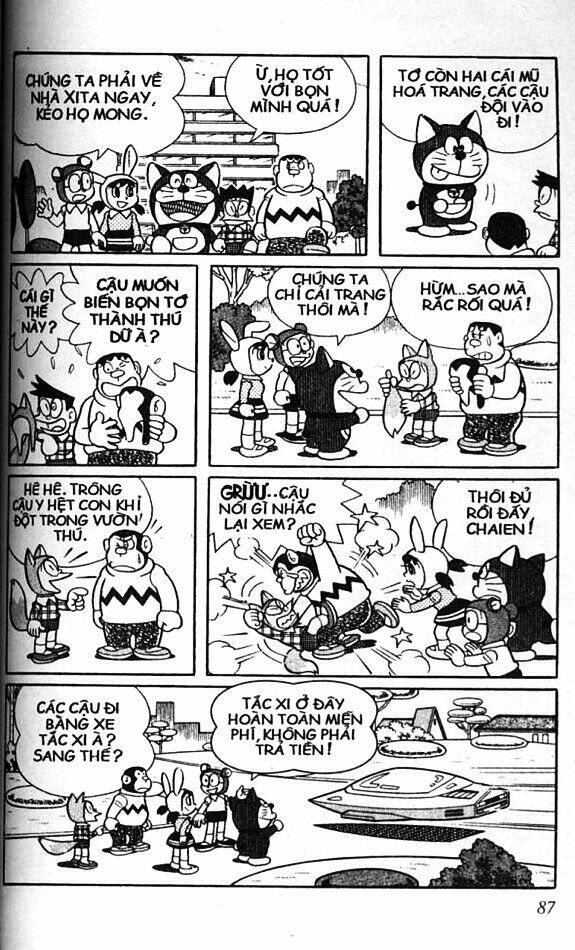 CHÚNG TA PHẢI VỀ
NHÀ XITA NGAY,
KẺO HỌ MONG.
Ừ, HỌ TỐT
VỚI BỌN
MÌNH QUÁ!
TỚ CÒN HAI CÁI MŨ
HOÁ TRANG, CÁC CẬU
ĐỘI VÀO
ĐI!
CÁI GÌ
THẾ
NÀY?
CẬU MUỐN
BIẾN BỌN TỚ
THÀNH THÚ
DỮ À?
CHÚNG TA
CHỈ CẢI TRANG
THÔI MÀ!
HỪM...SAO MÀ
RẮC RỐI QUÁ!
HÊ HÊ. TRÔNG
CẬU Y HỆT CON KHỈ
ĐỘT TRONG VƯỜN
THÚ.
GRỪƯ..CẬU
NÓI GÌ NHẮC
LẠI XEM?
THÔI ĐỦ
RỒI ĐẤY
CHAIEN!
CÁC CẬU ĐI
BẰNG XE
TẮC XI À?
SANG THẾ?
TẮC XI Ở ĐÂY
HOÀN TOÀN MIỄN
PHÍ, KHÔNG PHẢI
TRẢ TIỀN!
87